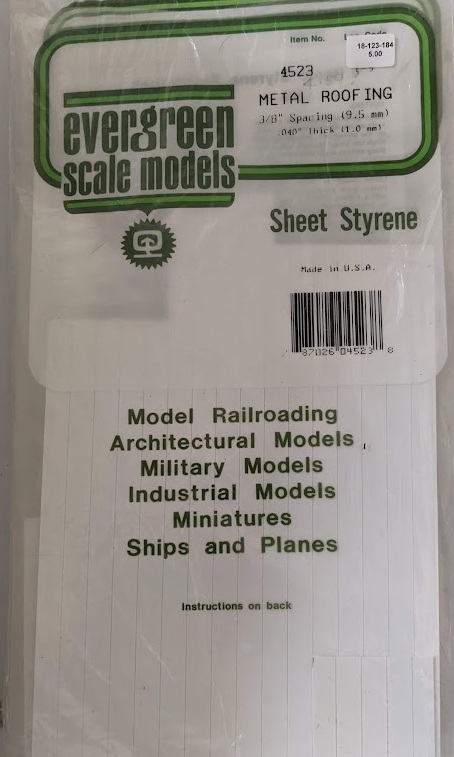 Item No.
Loc Code
18-123-184
5.00
4523
METAL ROOFING
3/8" Spacing (9.5 mm)
.040" Thick (1.0 mm)
evergreen
scale models
Sheet Styrene
Made in U.S.A.
87026 04523 8
Model Railroading
Architectural Models
Military Models
Industrial Models
Miniatures
Ships and Planes
Instructions on back